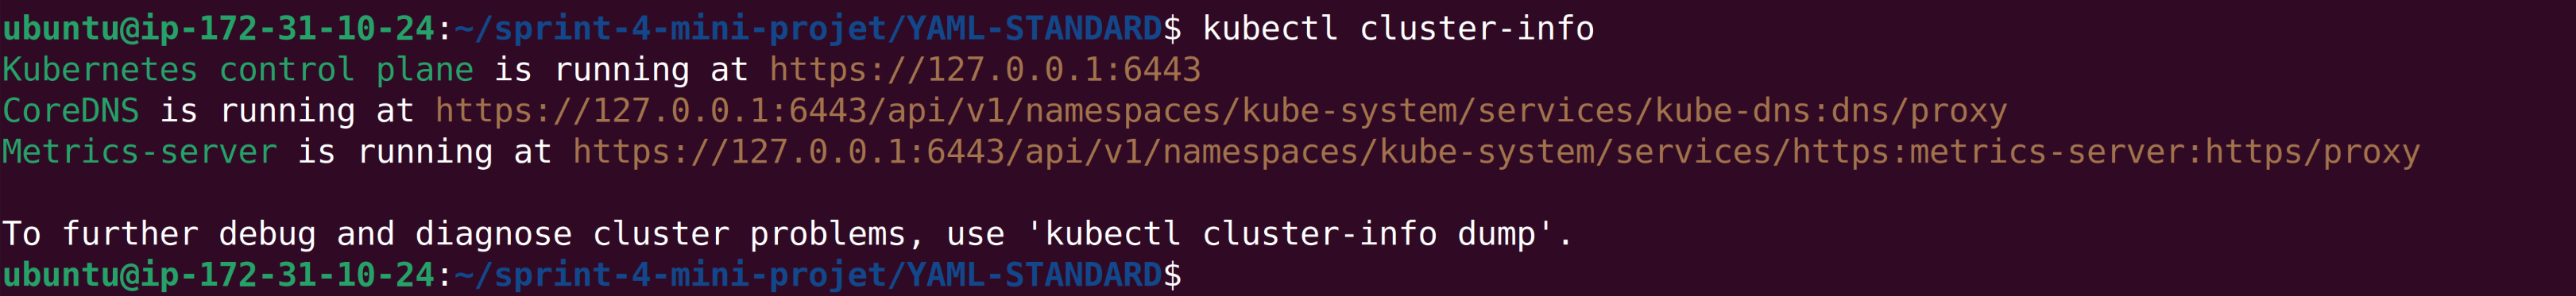 ubuntu@ip-172-31-10-24:~/sprint-4-mini-projet/YAML-STANDARD$ kubectl cluster-info
Kubernetes control plane is running at https://127.0.0.1:6443
CoreDNS is running at https://127.0.0.1:6443/api/v1/namespaces/kube-system/services/kube-dns:dns/proxy
Metrics-server is running at https://127.0.0.1:6443/api/v1/namespaces/kube-system/services/https:metrics-server:https/proxy

To further debug and diagnose cluster problems, use 'kubectl cluster-info dump'.
ubuntu@ip-172-31-10-24:~/sprint-4-mini-projet/YAML-STANDARD$